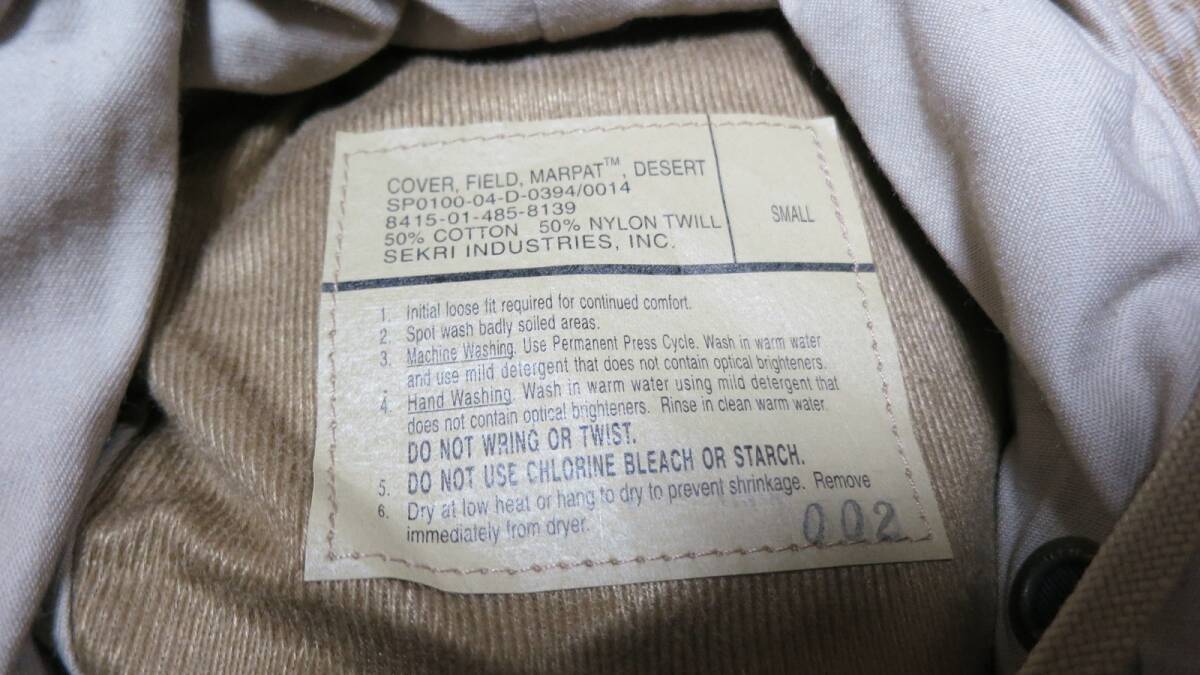 COVER, FIELD, MARPAT™, DESERT
SP0100-04-D-0394/0014
8415-01-485-8139
50% COTTON 50% NYLON TWILL
SEKRI INDUSTRIES, INC.
SMALL
1. Initial loose fit required for continued comfort.
2. Spot wash badly soiled areas.
3. Machine Washing. Use Permanent Press Cycle. Wash in warm water
and use mild detergent that does not contain optical brighteners.
4. Hand Washing. Wash in warm water using mild detergent that
does not contain optical brighteners. Rinse in clean warm water.
DO NOT WRING OR TWIST.
5. DO NOT USE CHLORINE BLEACH OR STARCH.
6. Dry at low heat or hang to dry to prevent shrinkage. Remove
immediately from dryer.
002